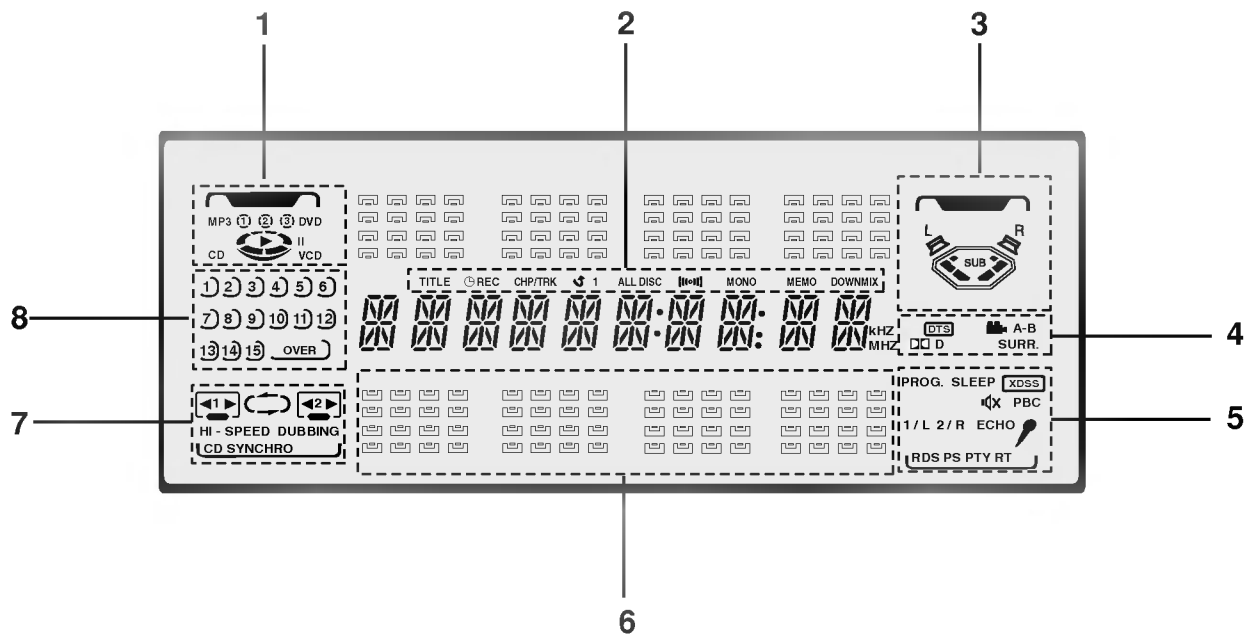 1 2 3
MP3 1 2 3 DVD
CD II VCD
L R
SUB
TITLE REC CHP/TRK 1 ALL DISC MONO MEMO DOWNMIX
1 2 3 4 5 6
8
7 8 9 10 11 12
13 14 15 OVER
kHZ
MHZ
DTS A-B
D SURR.
4
PROG. SLEEP XDSS
PBC
1 / L 2 / R ECHO
RDS PS PTY RT
5
7
1 2
HI - SPEED DUBBING
CD SYNCHRO
6